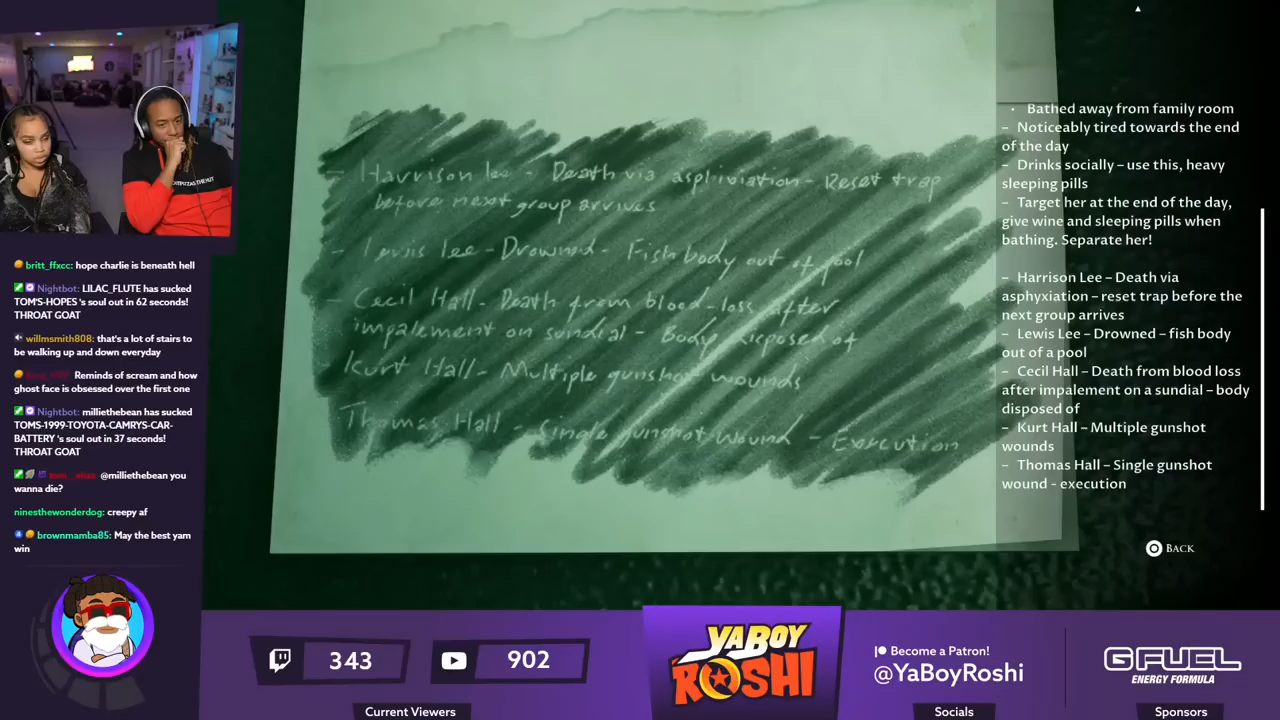 britt_ffxcc: hope charlie is beneath hell
Nightbot: LILAC_FLUTE has sucked
TOM'S-HOPES 's soul out in 62 seconds!
THROAT GOAT
willmsmith808: that's a lot of stairs to
be walking up and down everyday
Reminds of scream and how
ghost face is obsessed over the first one
Nightbot: milliethebean has sucked
TOMS-1999-TOYOTA-CAMRYS-CAR-
BATTERY 's soul out in 37 seconds!
THROAT GOAT
@milliethebean you
wanna die?
ninesthewonderdog: creepy af
brownmamba85: May the best yam
win
- Harrison Lee - Death via asphixiation - Reset trap
before next group arrives
- Lewis Lee - Drowned - Fish body out of pool
- Cecil Hall - Death from blood-loss after
impalement on sundial - Body disposed of
- Kurt Hall - Multiple gunshot wounds
Thomas Hall - Single gunshot wound - Execution
• Bathed away from family room
– Noticeably tired towards the end
of the day
– Drinks socially – use this, heavy
sleeping pills
– Target her at the end of the day,
give wine and sleeping pills when
bathing. Separate her!
– Harrison Lee – Death via
asphyxiation – reset trap before the
next group arrives
– Lewis Lee – Drowned – fish body
out of a pool
– Cecil Hall – Death from blood loss
after impalement on a sundial – body
disposed of
– Kurt Hall – Multiple gunshot
wounds
– Thomas Hall – Single gunshot
wound - execution
BACK
343
902
Current Viewers
YABOY
ROSHI
Become a Patron!
@YaBoyRoshi
Socials
G FUEL
ENERGY FORMULA
Sponsors